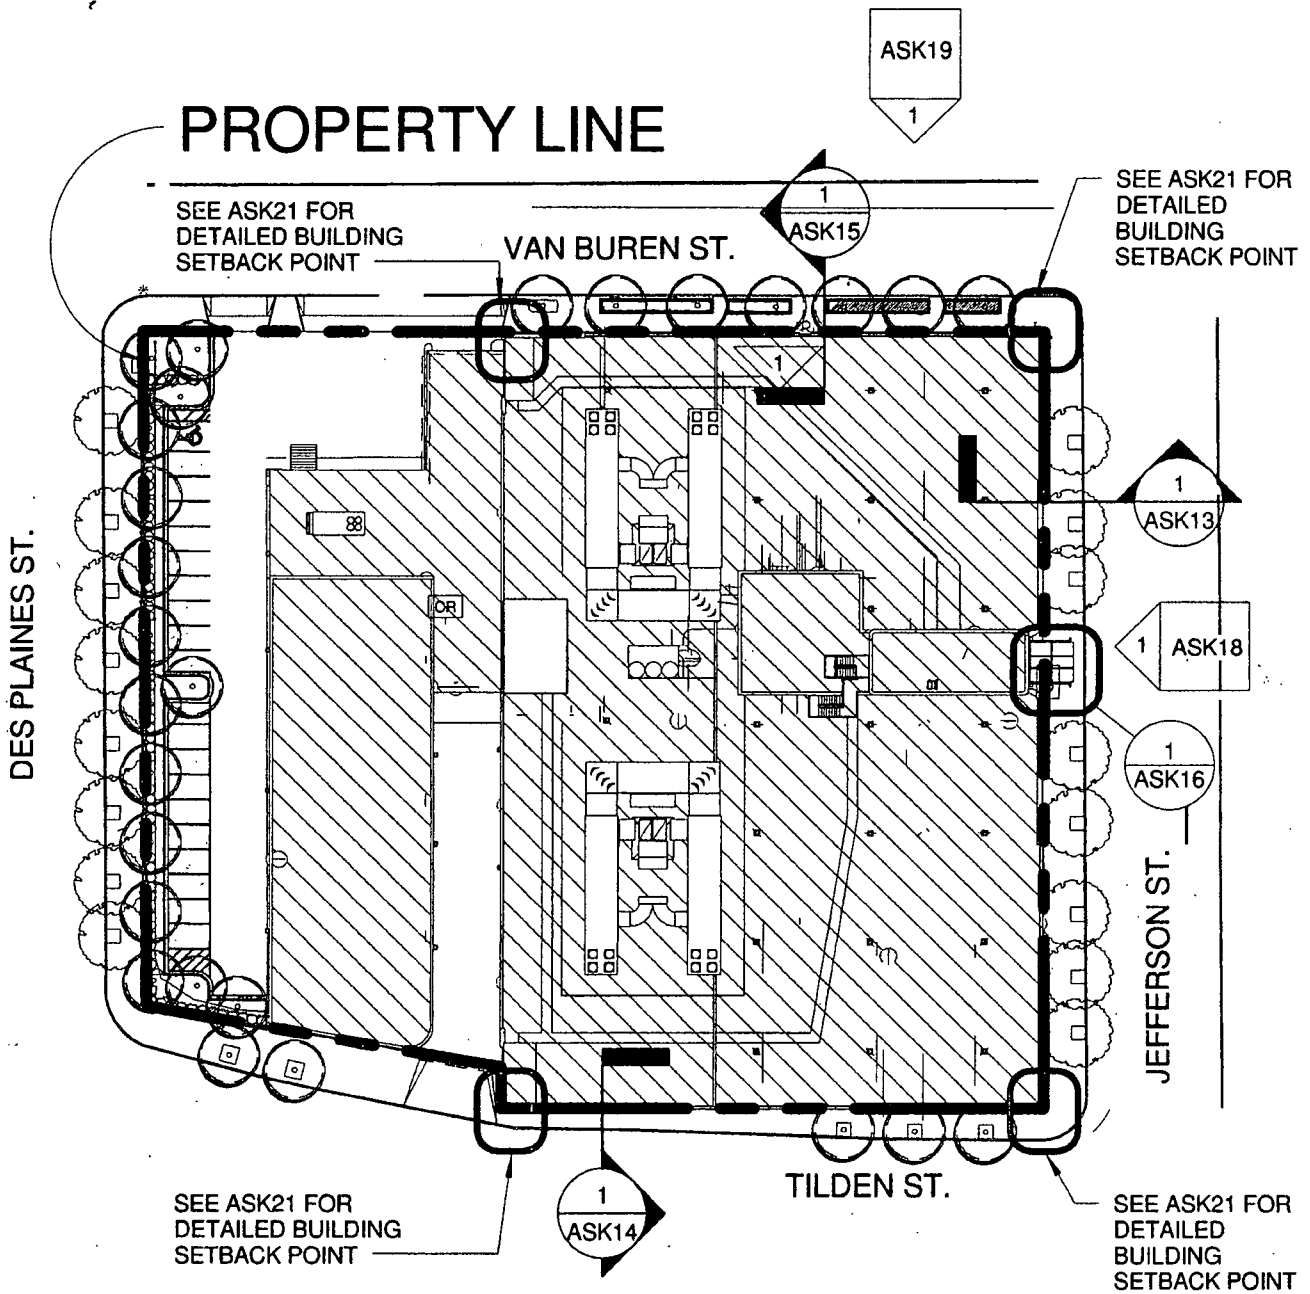 ASK19
1
PROPERTY LINE
SEE ASK21 FOR
DETAILED BUILDING
SETBACK POINT
VAN BUREN ST.
1
ASK15
SEE ASK21 FOR
DETAILED
BUILDING
SETBACK POINT
1
1
ASK13
OR
1
ASK18
1
ASK16
DES PLAINES ST.
JEFFERSON ST.
TILDEN ST.
SEE ASK21 FOR
DETAILED BUILDING
SETBACK POINT
1
ASK14
SEE ASK21 FOR
DETAILED
BUILDING
SETBACK POINT